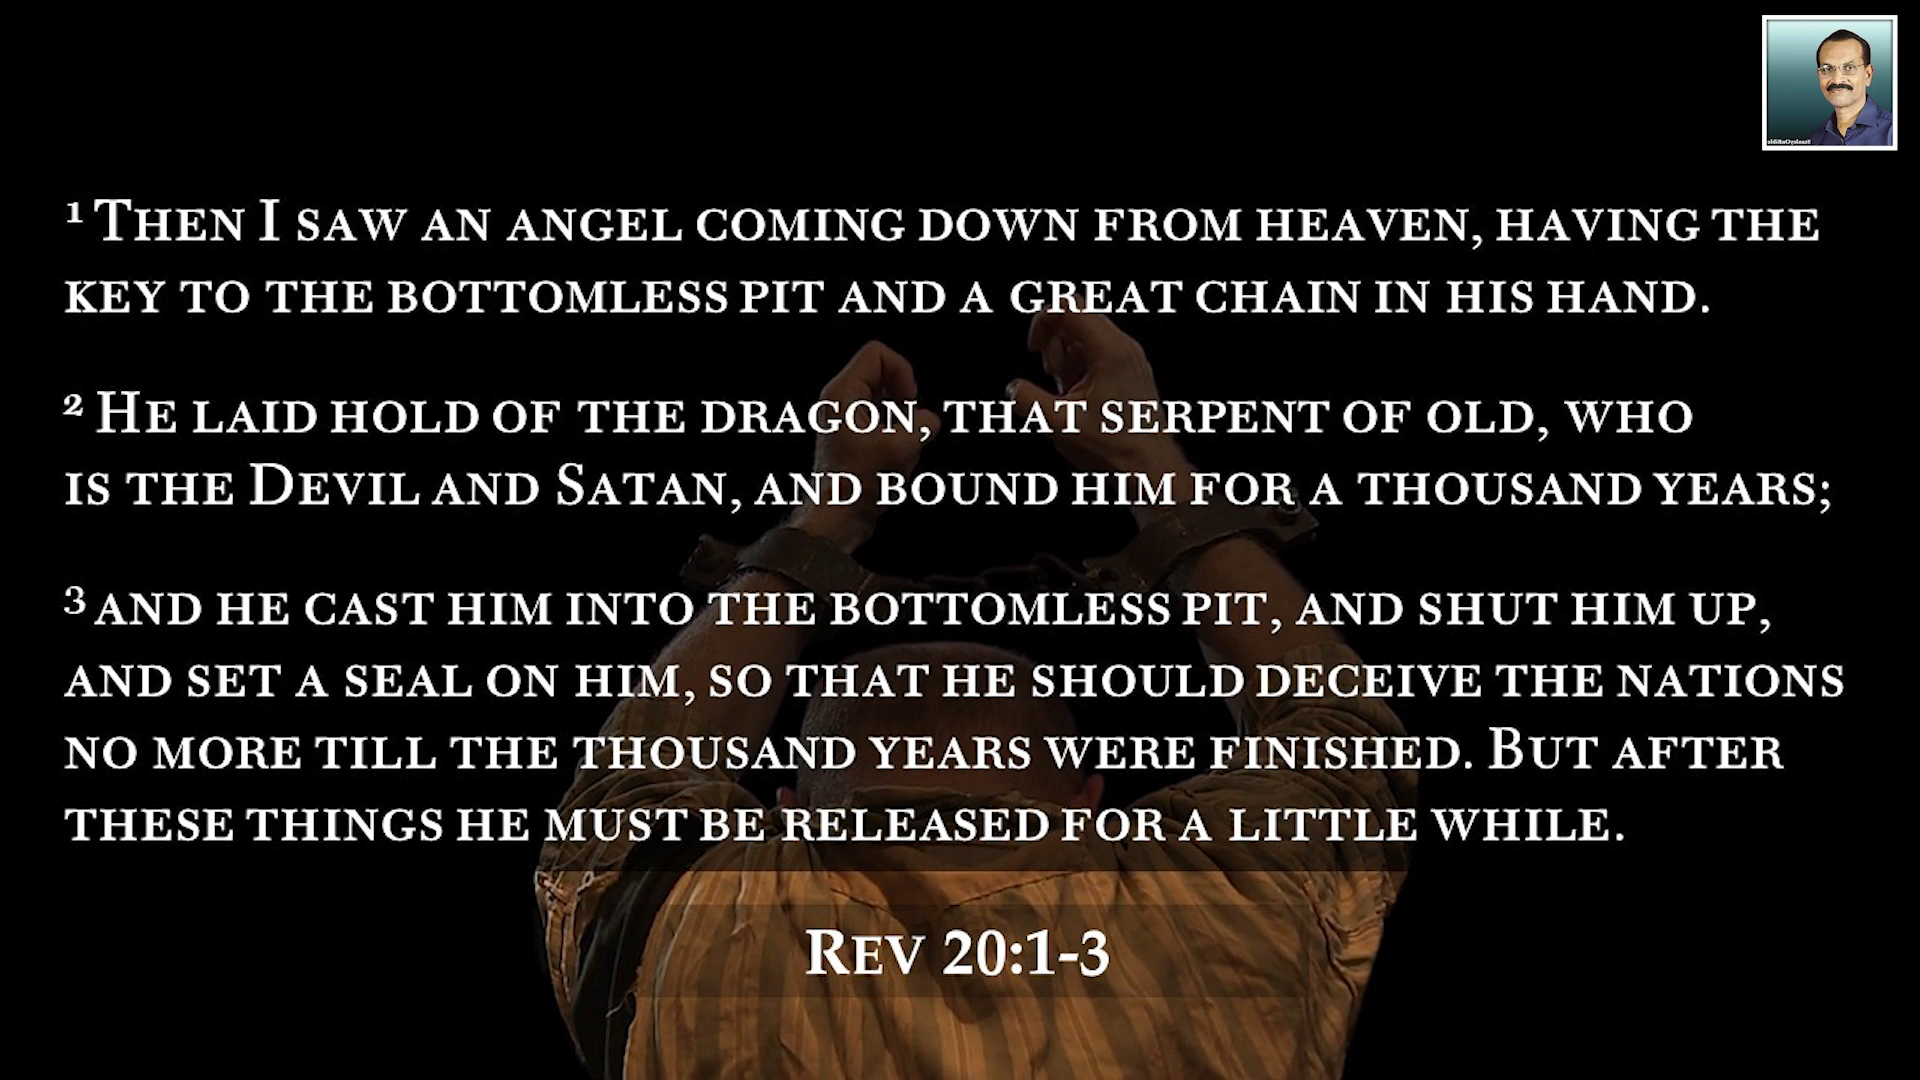 StanleyOnBible
¹ Then I saw an angel coming down from heaven, having the
key to the bottomless pit and a great chain in his hand.
² He laid hold of the dragon, that serpent of old, who
is the Devil and Satan, and bound him for a thousand years;
³ and he cast him into the bottomless pit, and shut him up,
and set a seal on him, so that he should deceive the nations
no more till the thousand years were finished. But after
these things he must be released for a little while.
Rev 20:1-3